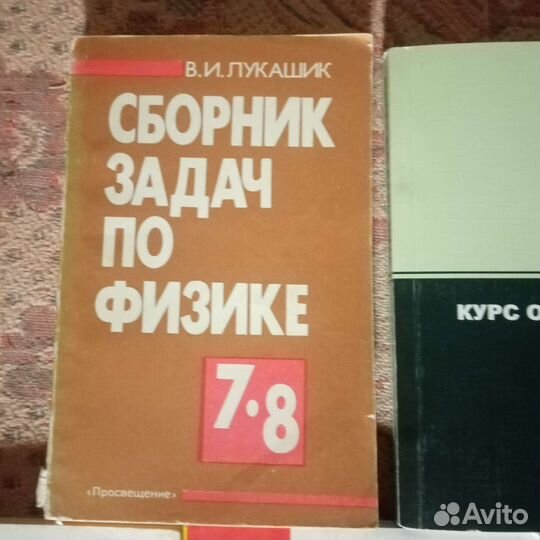 В.И.ЛУКАШИК
СБОРНИК
ЗАДАЧ
ПО
ФИЗИКЕ
7·8
«Просвещение»
КУРС О
Avito